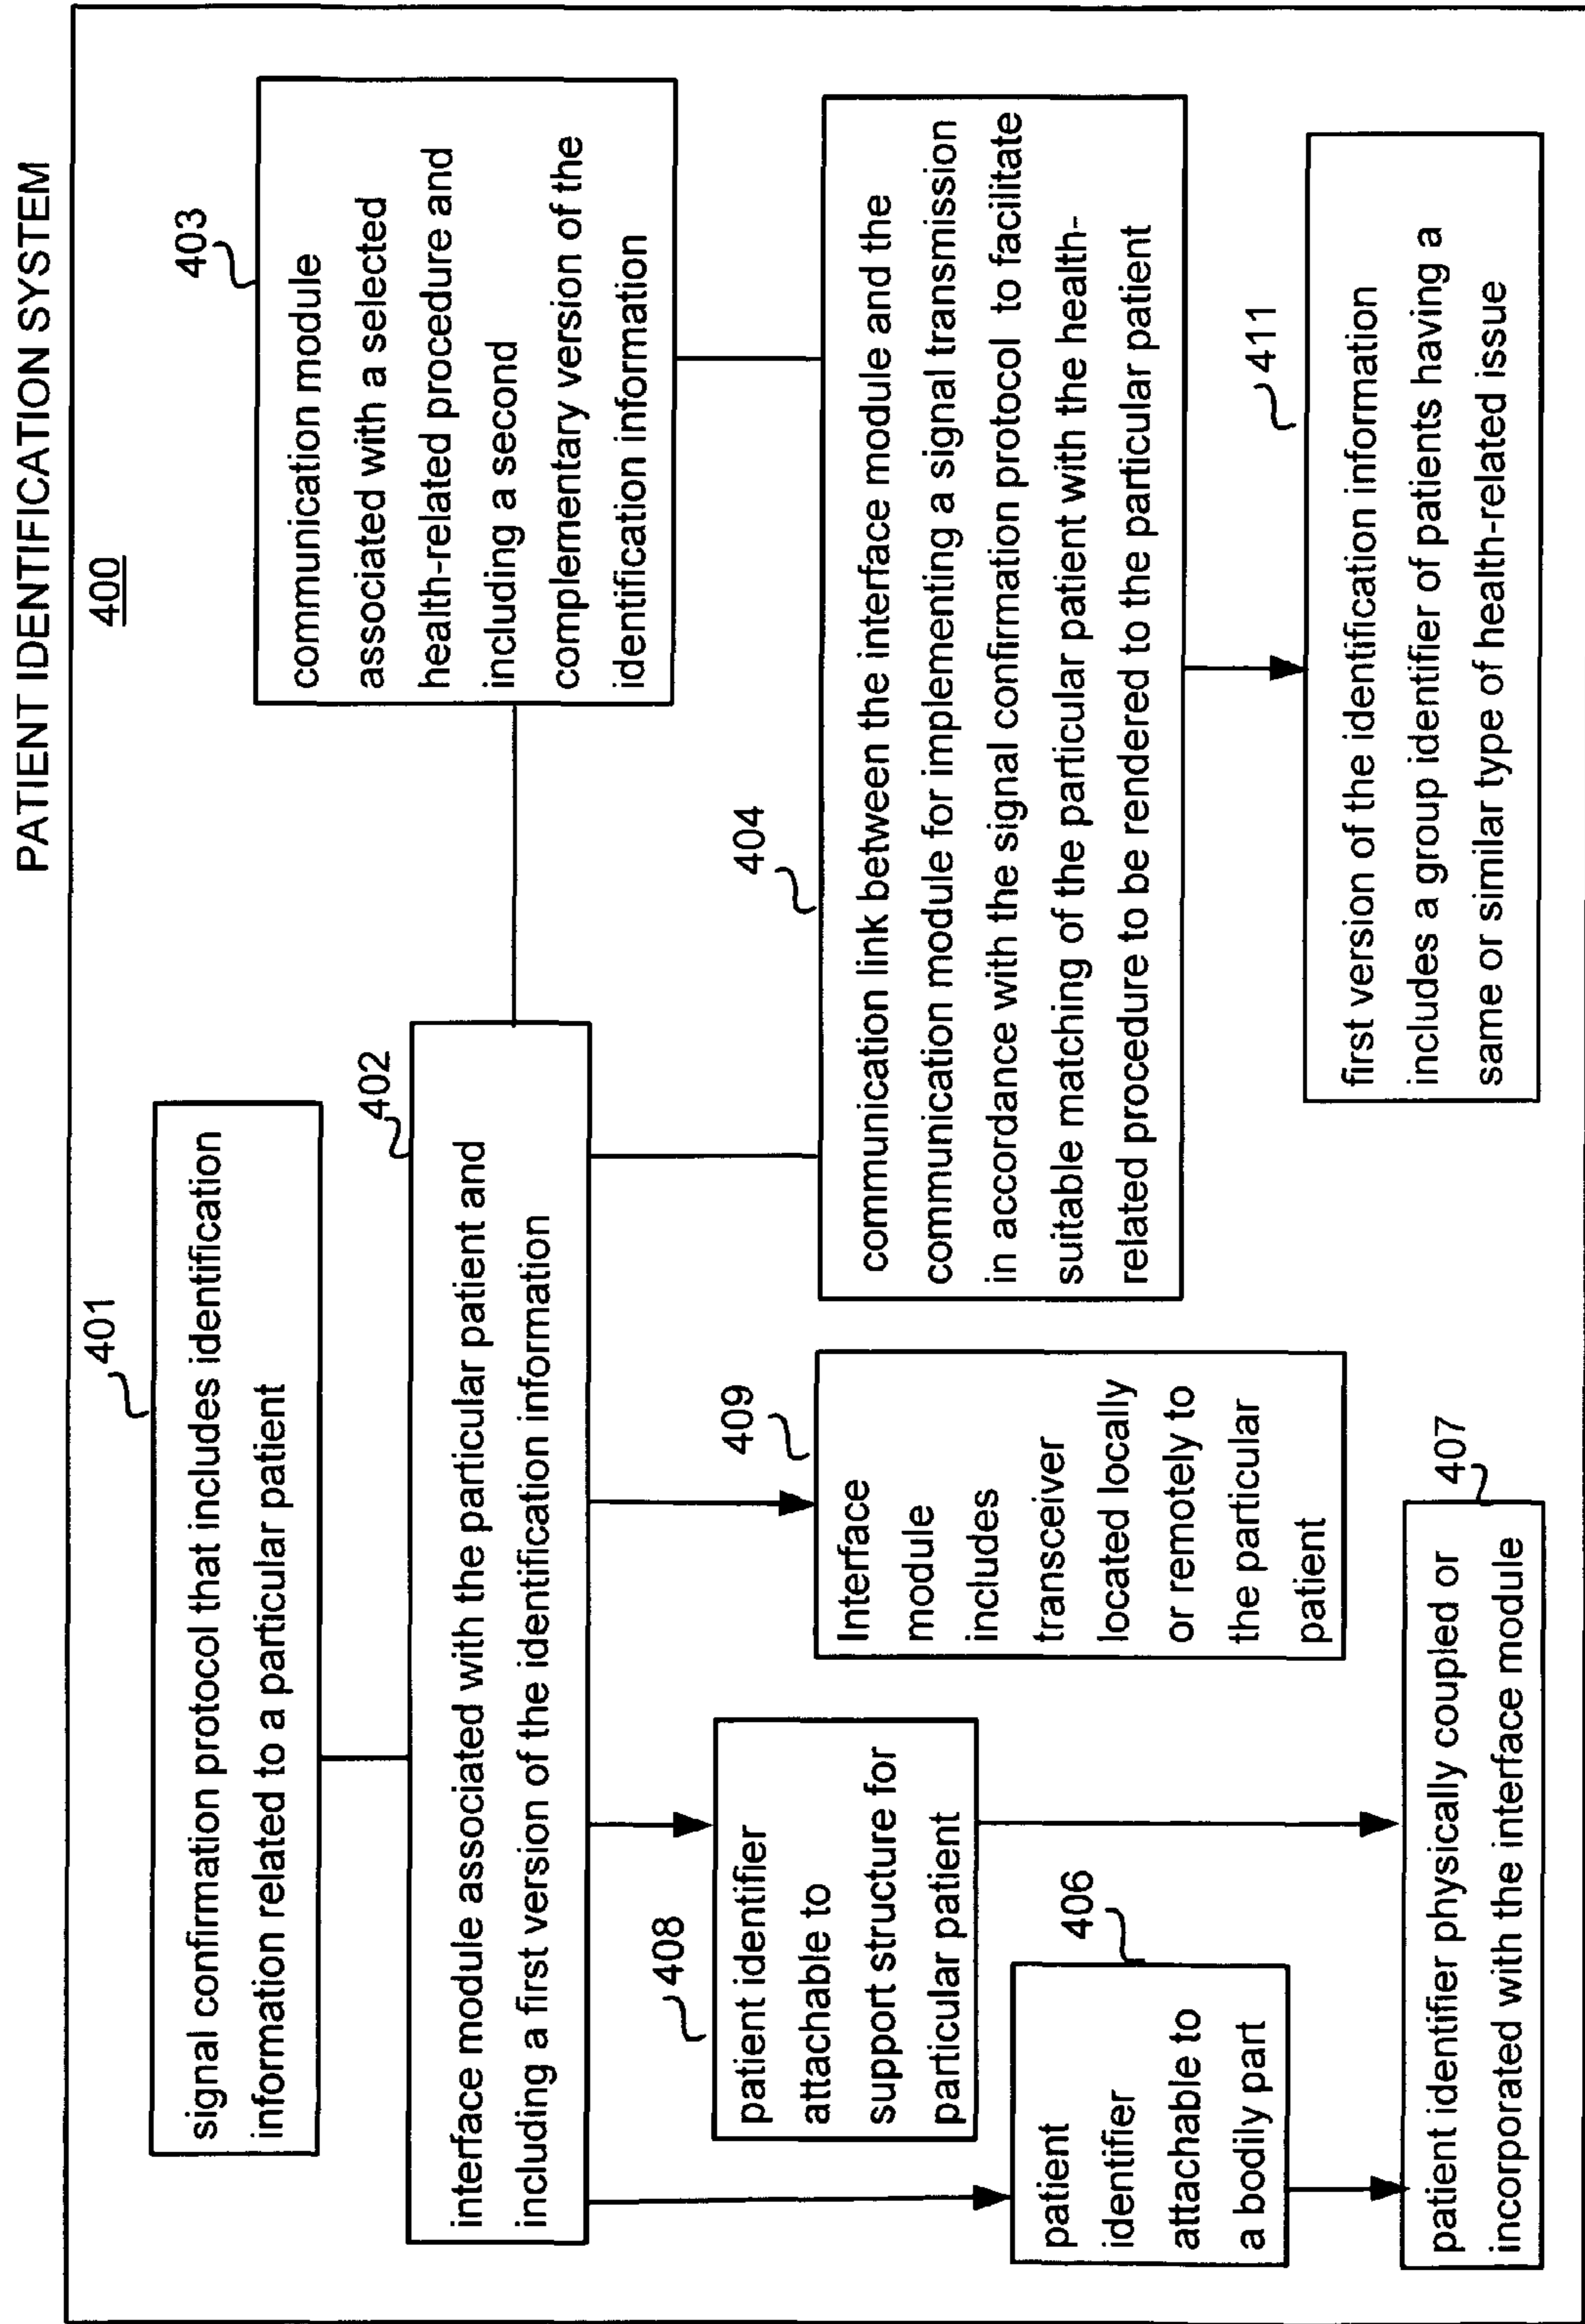 PATIENT IDENTIFICATION SYSTEM
400
401
signal confirmation protocol that includes identification
information related to a particular patient
402
interface module associated with the particular patient and
including a first version of the identification information
403
communication module
associated with a selected
health-related procedure and
including a second
complementary version of the
identification information
404
communication link between the interface module and the
communication module for implementing a signal transmission
in accordance with the signal confirmation protocol to facilitate
suitable matching of the particular patient with the health-
related procedure to be rendered to the particular patient
408
patient identifier
attachable to
support structure for
particular patient
409
Interface
module
includes
transceiver
located locally
or remotely to
the particular
patient
406
patient
identifier
attachable to
a bodily part
407
patient identifier physically coupled or
incorporated with the interface module
411
first version of the identification information
includes a group identifier of patients having a
same or similar type of health-related issue